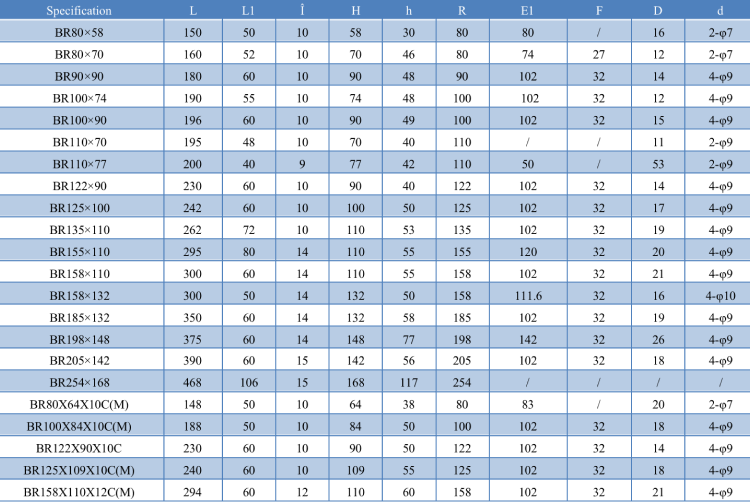 Specification L L1 Î H h R E1 F D d
BR80×58 150 50 10 58 30 80 80 / 16 2-φ7
BR80×70 160 52 10 70 46 80 74 27 12 2-φ7
BR90×90 180 60 10 90 48 90 102 32 14 4-φ9
BR100×74 190 55 10 74 48 100 102 32 12 4-φ9
BR100×90 196 60 10 90 49 100 102 32 15 4-φ9
BR110×70 195 48 10 70 40 110 / / 11 2-φ9
BR110×77 200 40 9 77 42 110 50 / 53 2-φ9
BR122×90 230 60 10 90 40 122 102 32 14 4-φ9
BR125×100 242 60 10 100 50 125 102 32 17 4-φ9
BR135×110 262 72 10 110 53 135 102 32 19 4-φ9
BR155×110 295 80 14 110 55 155 120 32 20 4-φ9
BR158×110 300 60 14 110 55 158 102 32 21 4-φ9
BR158×132 300 50 14 132 50 158 111.6 32 16 4-φ10
BR185×132 350 60 14 132 58 185 102 32 19 4-φ9
BR198×148 375 60 14 148 77 198 142 32 26 4-φ9
BR205×142 390 60 15 142 56 205 102 32 18 4-φ9
BR254×168 468 106 15 168 117 254 / / / /
BR80X64X10C(M) 148 50 10 64 38 80 83 / 20 2-φ7
BR100X84X10C(M) 188 50 10 84 50 100 102 32 18 4-φ9
BR122X90X10C 230 60 10 90 50 122 102 32 14 4-φ9
BR125X109X10C(M) 240 60 10 109 55 125 102 32 18 4-φ9
BR158X110X12C(M) 294 60 12 110 60 158 102 32 21 4-φ9